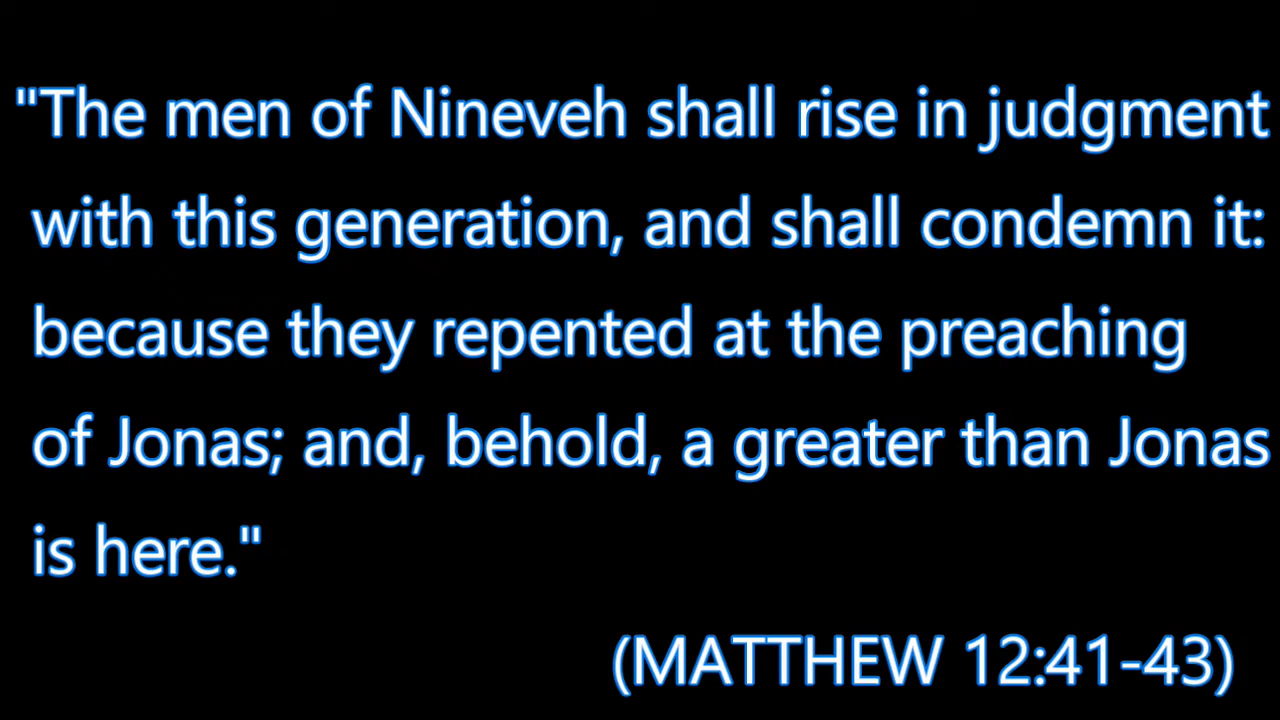 "The men of Nineveh shall rise in judgment
with this generation, and shall condemn it:
because they repented at the preaching
of Jonas; and, behold, a greater than Jonas
is here."
(MATTHEW 12:41-43)